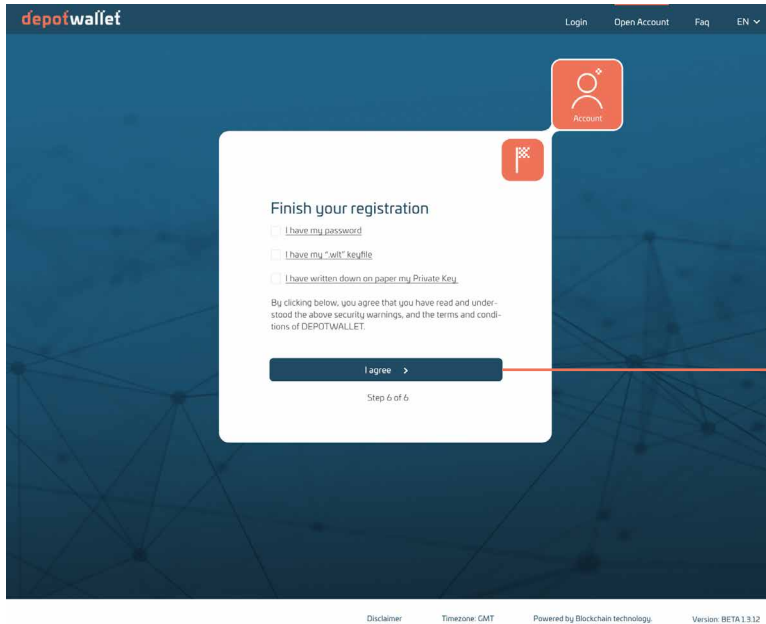 depotwallet
Login Open Account Faq EN
Account
Finish your registration
I have my password
I have my ".wlt" keyfile
I have written down on paper my Private Key
By clicking below, you agree that you have read and under-
stood the above security warnings, and the terms and condi-
tions of DEPOTWALLET.
I agree >
Step 6 of 6
Disclaimer Timezone: GMT Powered by Blockchain technology. Version: BETA 1.3.12